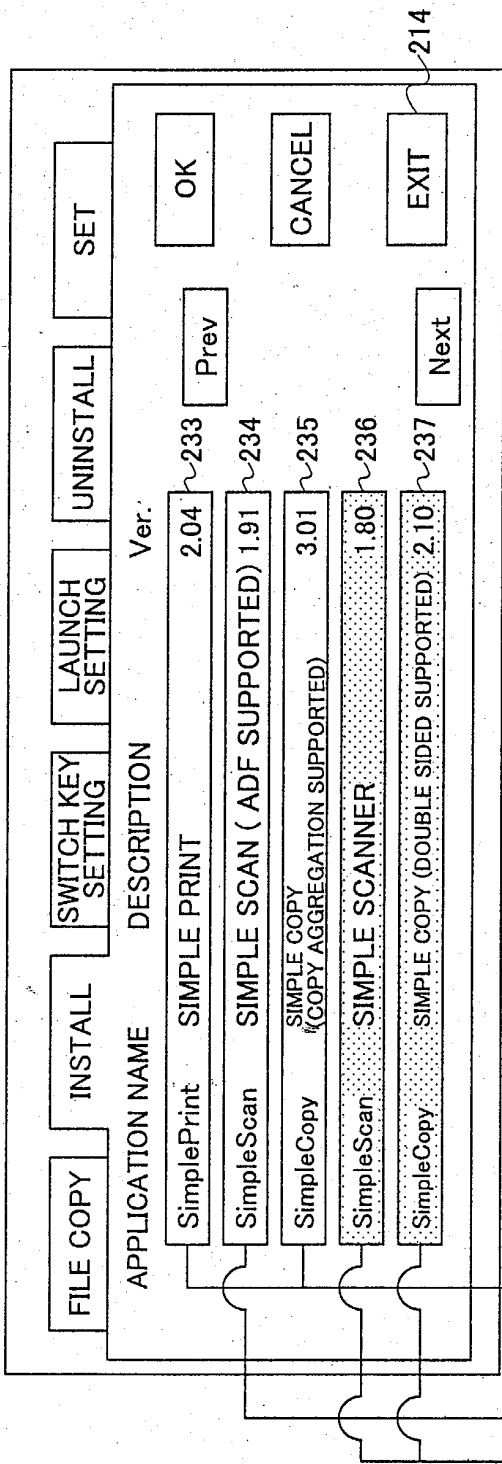 FILE COPY
INSTALL
SWITCH KEY
SETTING
LAUNCH
SETTING
UNINSTALL
SET
APPLICATION NAME DESCRIPTION Ver.
SimplePrint SIMPLE PRINT 2.04 233
SimpleScan SIMPLE SCAN ( ADF SUPPORTED) 1.91 234
SimpleCopy SIMPLE COPY
(COPY AGGREGATION SUPPORTED) 3.01 235
SimpleScan SIMPLE SCANNER 1.80 236
SimpleCopy SIMPLE COPY (DOUBLE SIDED SUPPORTED) 2.10 237
Prev
Next
OK
CANCEL
EXIT
214